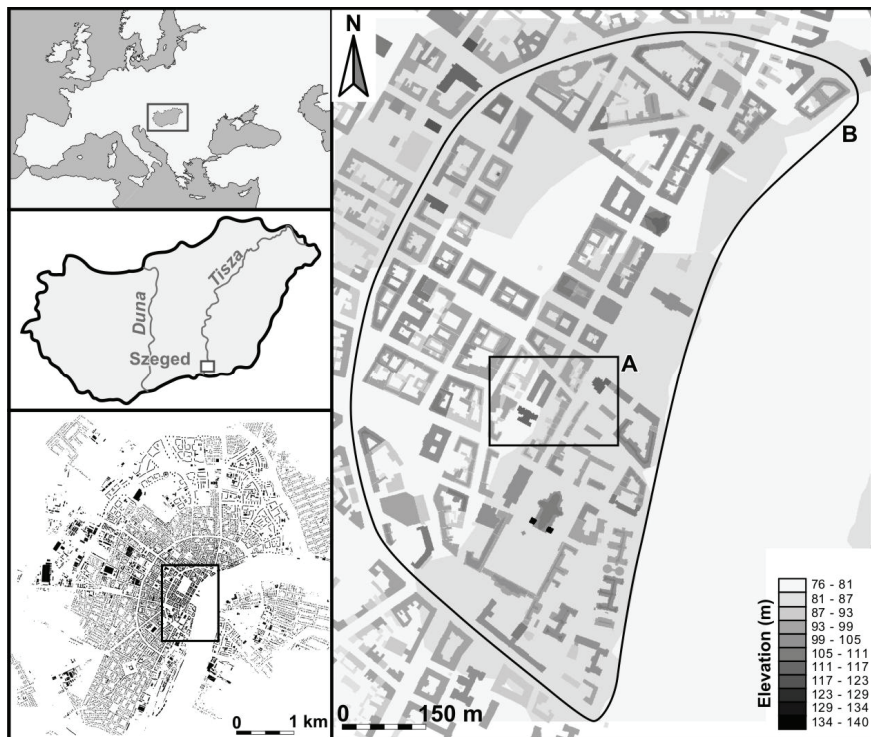 Duna
Tisza
Szeged
0 1 km
N
B
A
0 150 m
Elevation (m)
76 - 81
81 - 87
87 - 93
93 - 99
99 - 105
105 - 111
111 - 117
117 - 123
123 - 129
129 - 134
134 - 140